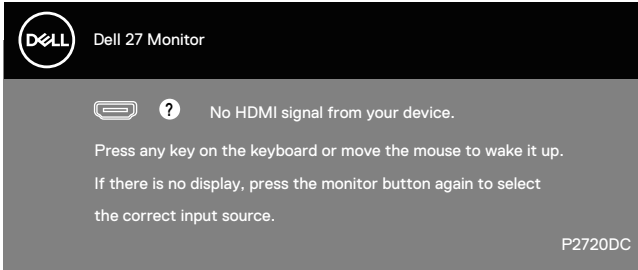 DELL
Dell 27 Monitor
? No HDMI signal from your device.
Press any key on the keyboard or move the mouse to wake it up.
If there is no display, press the monitor button again to select
the correct input source.
P2720DC